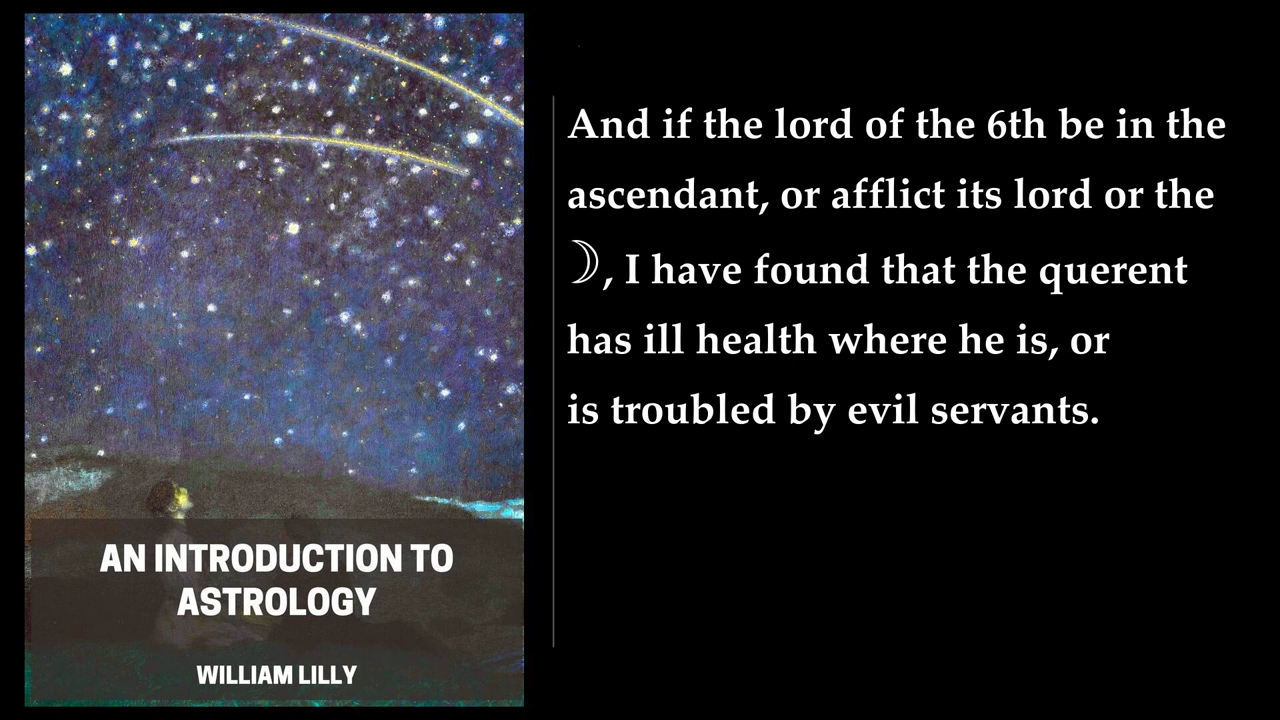 And if the lord of the 6th be in the
ascendant, or afflict its lord or the
☽, I have found that the querent
has ill health where he is, or
is troubled by evil servants.
AN INTRODUCTION TO
ASTROLOGY
WILLIAM LILLY